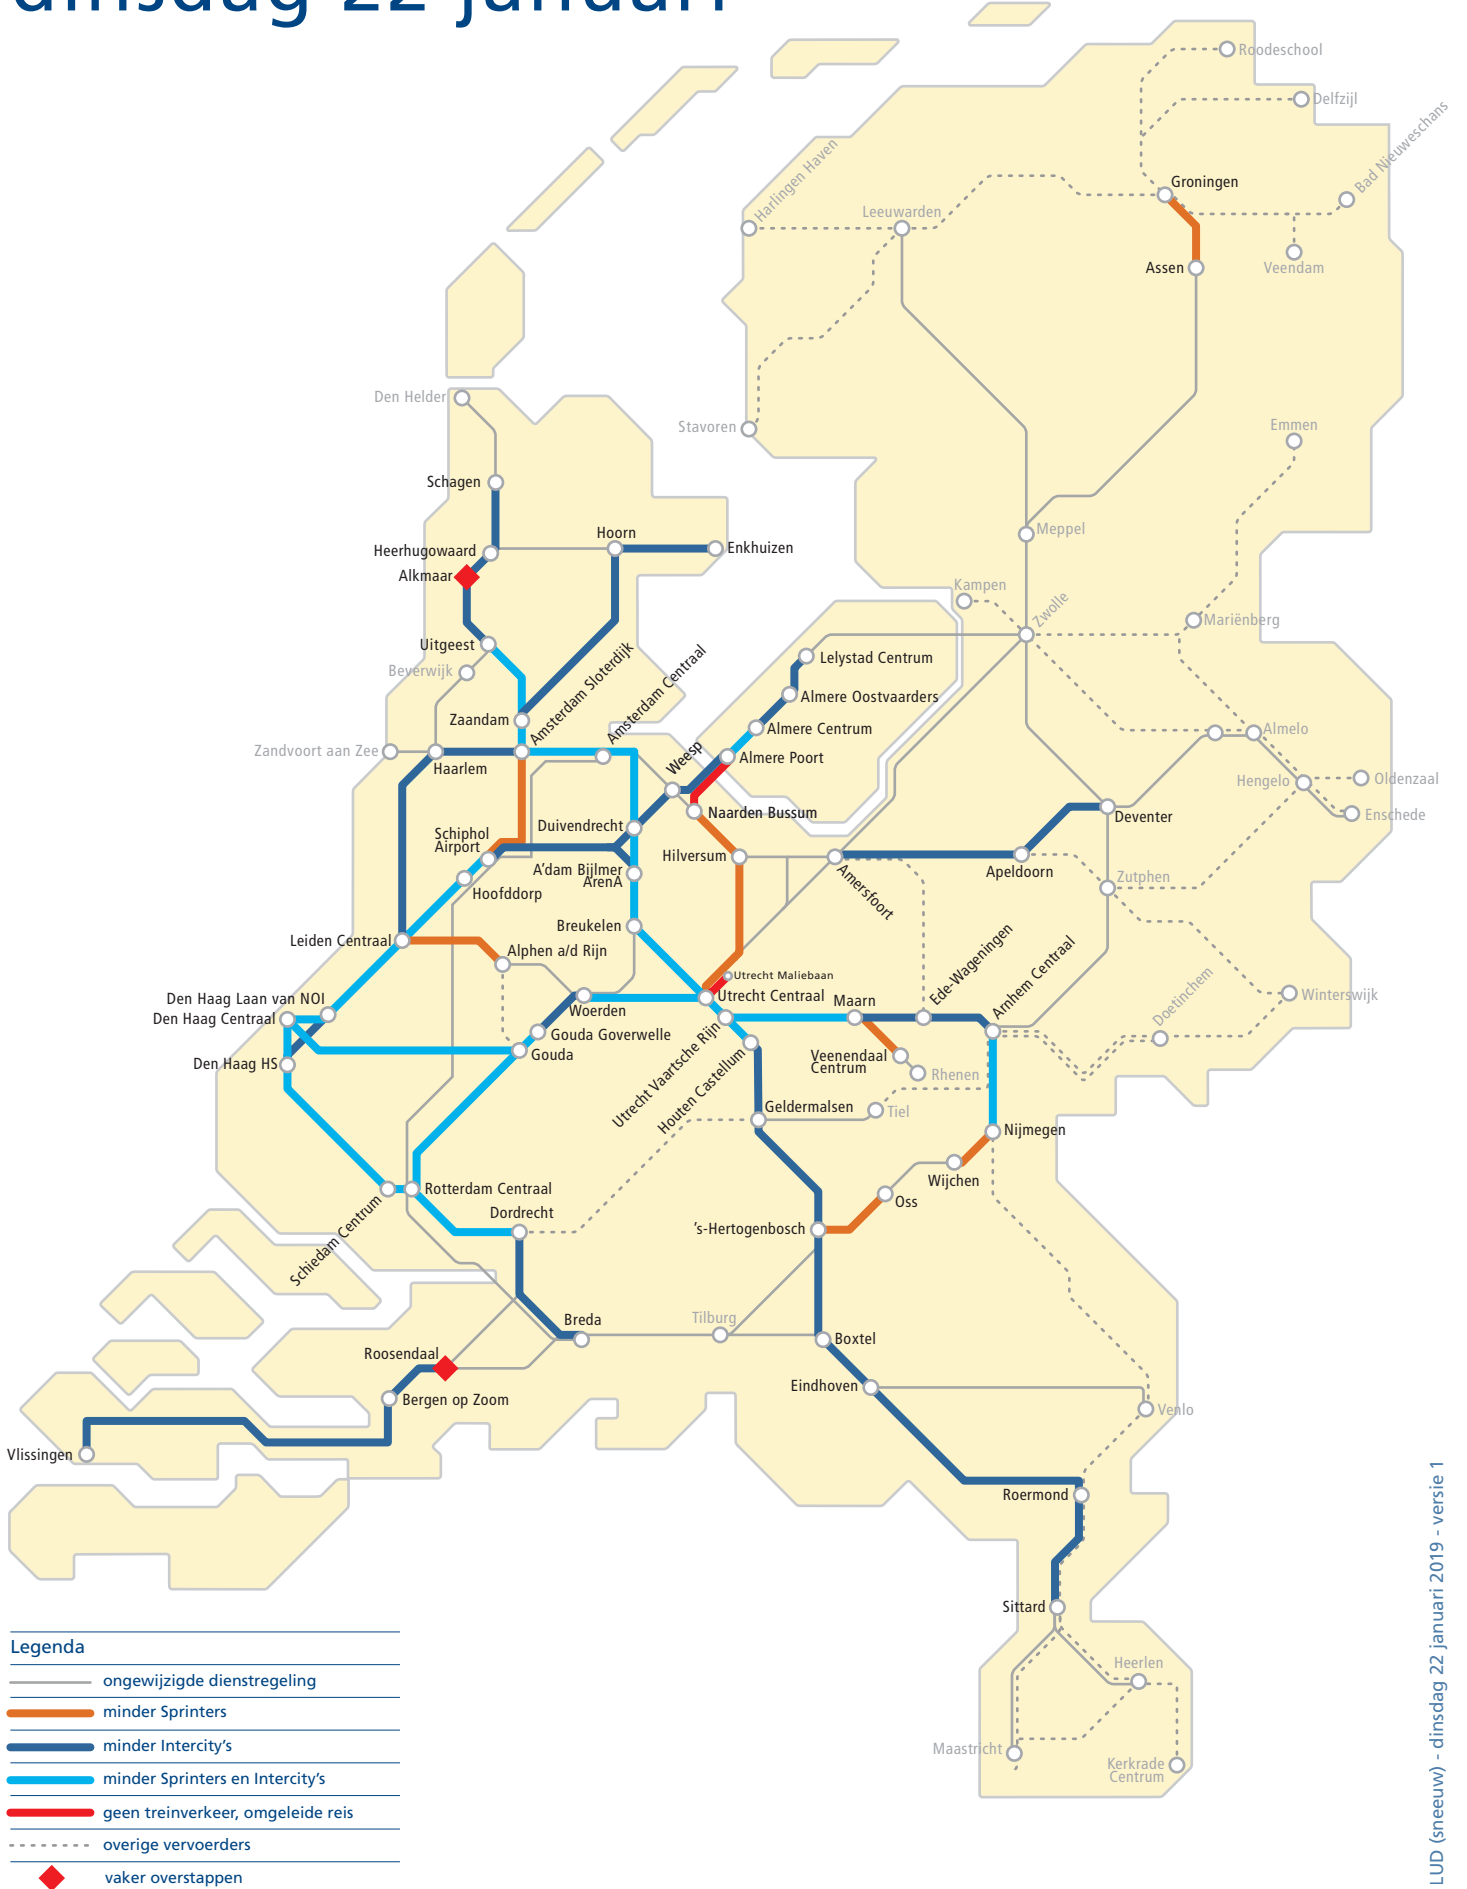 dinsdag 22 januari
Roodeschool
Delfzijl
Bad Nieuweschans
Harlingen Haven
Groningen
Leeuwarden
Assen
Veendam
Den Helder
Stavoren
Emmen
Schagen
Hoorn
Meppel
Heerhugowaard
Enkhuizen
Alkmaar
Kampen
Zwolle
Mariënberg
Uitgeest
Beverwijk
Lelystad Centrum
Almere Oostvaarders
Zaandam
Amsterdam Sloterdijk
Amsterdam Centraal
Almere Centrum
Almelo
Zandvoort aan Zee
Haarlem
Weesp
Almere Poort
Oldenzaal
Hengelo
Naarden Bussum
Enschede
Deventer
Schiphol
Airport
Duivendrecht
Hilversum
A'dam Bijlmer
ArenA
Amersfoort
Apeldoorn
Zutphen
Hoofddorp
Breukelen
Leiden Centraal
Alphen a/d Rijn
Ede-Wageningen
Arnhem Centraal
Utrecht Maliebaan
Den Haag Laan van NOI
Utrecht Centraal
Maarn
Doetinchem
Winterswijk
Den Haag Centraal
Woerden
Gouda Goverwelle
Gouda
Den Haag HS
Utrecht Vaartsche Rijn
Houten Castellum
Veenendaal
Centrum
Rhenen
Geldermalsen
Tiel
Nijmegen
Wijchen
Rotterdam Centraal
Schiedam Centrum
Dordrecht
Oss
's-Hertogenbosch
Breda
Tilburg
Boxtel
Roosendaal
Eindhoven
Bergen op Zoom
Venlo
Vlissingen
Roermond
Sittard
Heerlen
Maastricht
Kerkrade
Centrum
Legenda
ongewijzigde dienstregeling
minder Sprinters
minder Intercity's
minder Sprinters en Intercity's
geen treinverkeer, omgeleide reis
overige vervoerders
vaker overstappen
LUD (sneeuw) - dinsdag 22 januari 2019 - versie 1